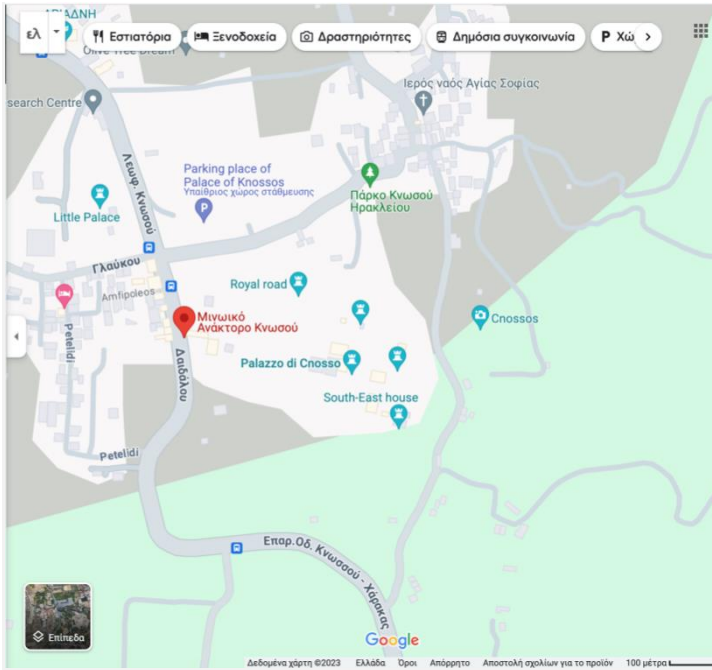 ΑΡΙΑΔΝΗ
ελ
Εστιατόρια
Ξενοδοχεία
Δραστηριότητες
Δημόσια συγκοινωνία
P Χώ
Olive Tree Dream
search Centre
Ιερός ναός Αγίας Σοφίας
Λεωφ. Κνωσού
Parking place of
Palace of Knossos
Υπαίθριος χώρος στάθμευσης
P
Πάρκο Κνωσού
Ηρακλείου
Little Palace
Γλαύκου
Royal road
Amfipoleos
Μινωικό
Ανάκτορο Κνωσού
Cnossos
Petelidi
Δαιδάλου
Palazzo di Cnosso
South-East house
Petelidi
Επαρ.Οδ. Κνωσσού - Χάρακας
Επίπεδα
Google
Δεδομένα χάρτη ©2023 Ελλάδα Όροι Απόρρητο Αποστολή σχολίων για το προϊόν 100 μέτρα